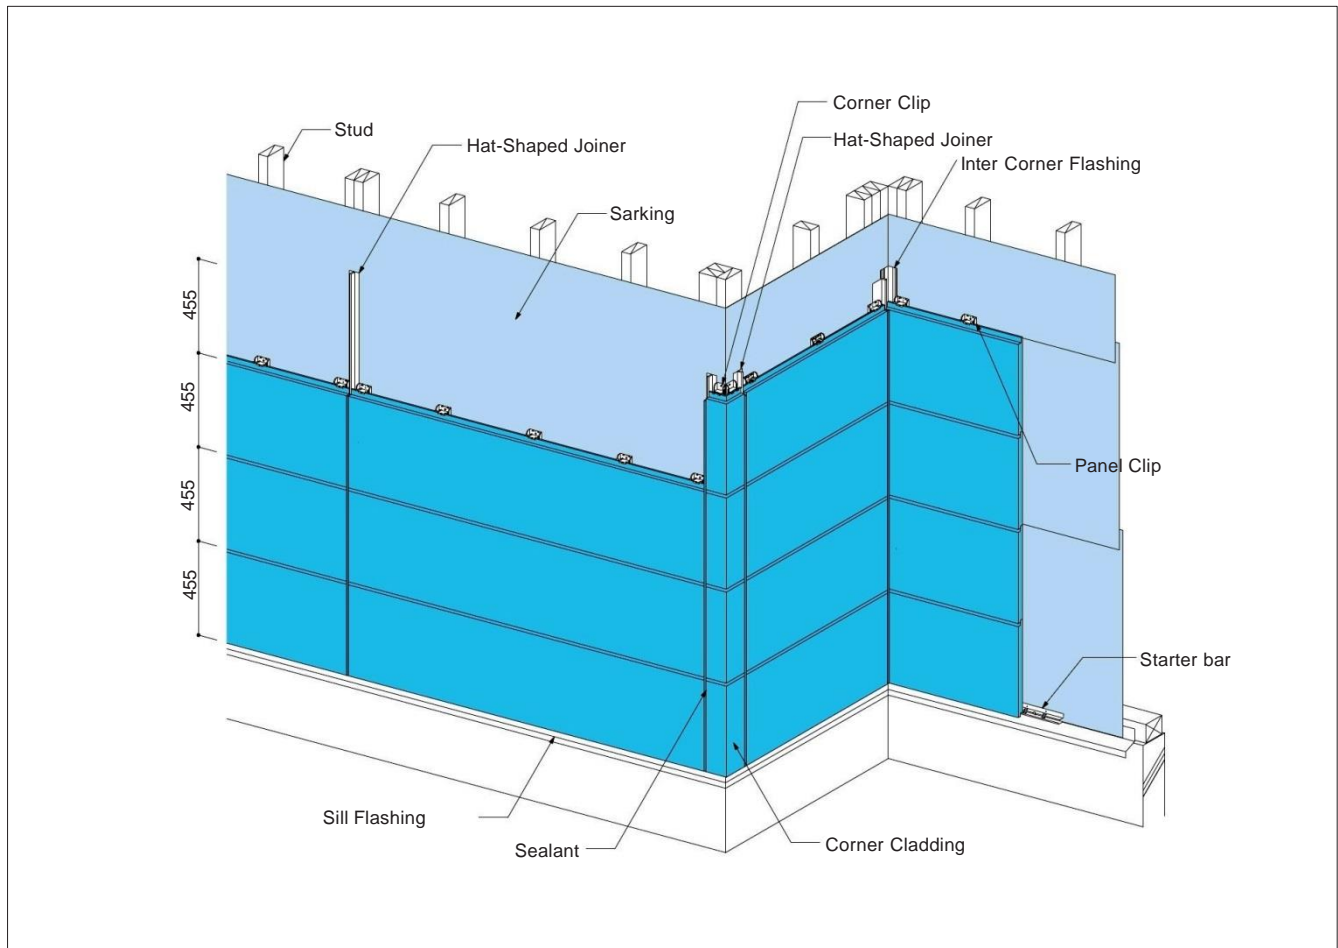 Corner Clip
Stud
Hat-Shaped Joiner
Hat-Shaped Joiner
Inter Corner Flashing
Sarking
455
455
455
455
Panel Clip
Starter bar
Sill Flashing
Sealant
Corner Cladding